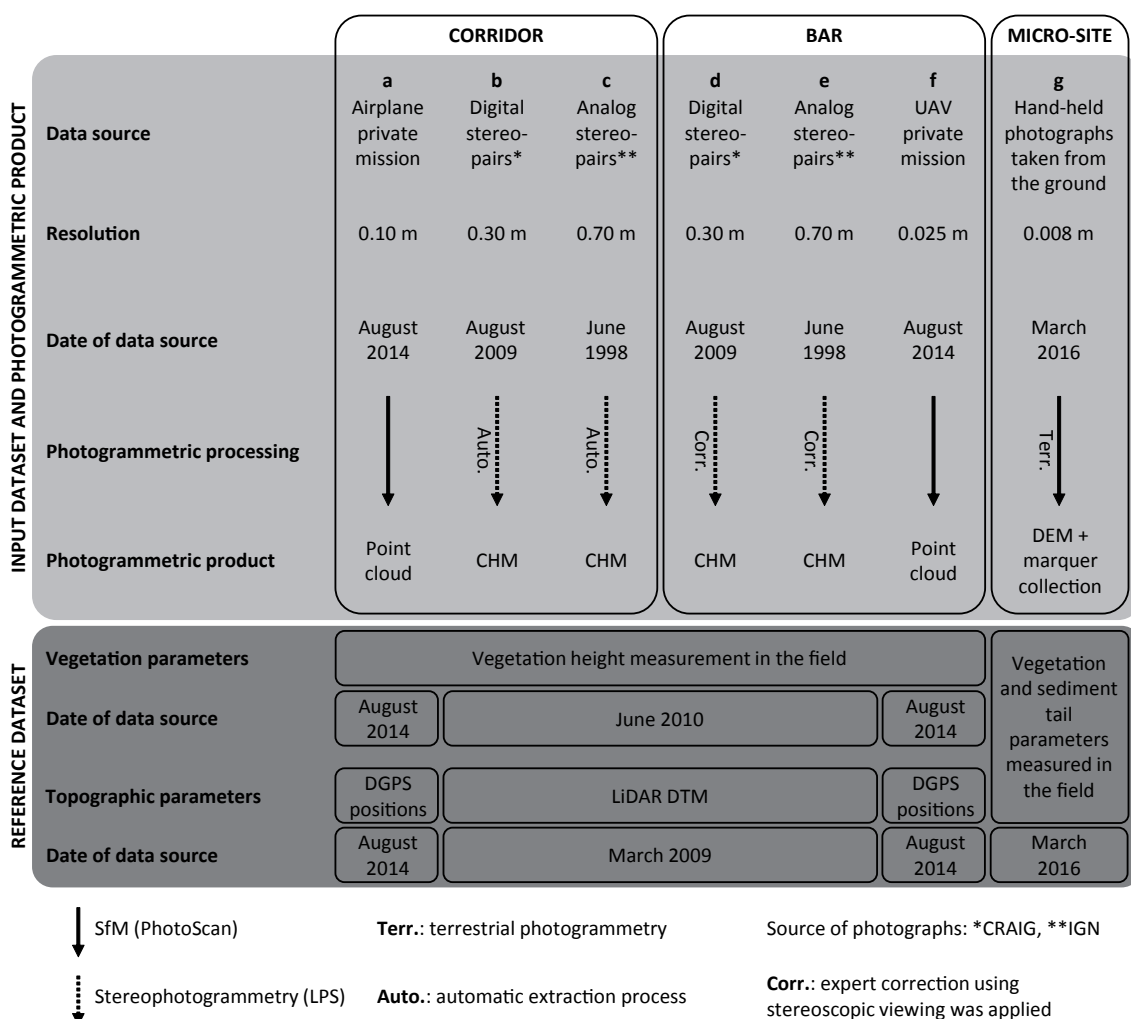 CORRIDOR BAR MICRO-SITE
INPUT DATASET AND PHOTOGRAMMETRIC PRODUCT
a b c d e f g
Data source
Airplane private mission
Digital stereo-pairs*
Analog stereo-pairs**
Digital stereo-pairs*
Analog stereo-pairs**
UAV private mission
Hand-held photographs taken from the ground
Resolution 0.10 m 0.30 m 0.70 m 0.30 m 0.70 m 0.025 m 0.008 m
Date of data source
August 2014
August 2009
June 1998
August 2009
June 1998
August 2014
March 2016
Photogrammetric processing Auto. Auto. Corr. Corr. Terr.
Photogrammetric product
Point cloud
CHM CHM CHM CHM
Point cloud
DEM + marquer collection
REFERENCE DATASET
Vegetation parameters Vegetation height measurement in the field
Vegetation and sediment tail parameters measured in the field
Date of data source
August 2014
June 2010
August 2014
Topographic parameters
DGPS positions
LiDAR DTM
DGPS positions
Date of data source
August 2014
March 2009
August 2014
March 2016
SfM (PhotoScan) Terr.: terrestrial photogrammetry Source of photographs: *CRAIG, **IGN
Stereophotogrammetry (LPS) Auto.: automatic extraction process
Corr.: expert correction using
stereoscopic viewing was applied